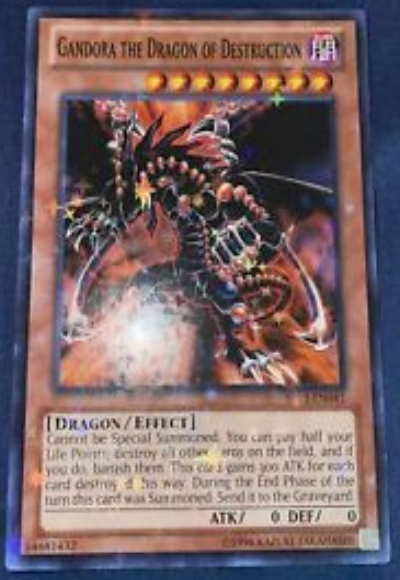 GANDORA THE DRAGON OF DESTRUCTION
[DRAGON/EFFECT]
Cannot be Special Summoned. You can pay half your
Life Points; destroy all other cards on the field, and if
you do, banish them. This card gains 300 ATK for each
card destroy this way. During the End Phase of the
turn this card was Summoned: Send it to the Graveyard.
ATK/ 0 DEF/ 0
KAZUKI TAKAHASHI